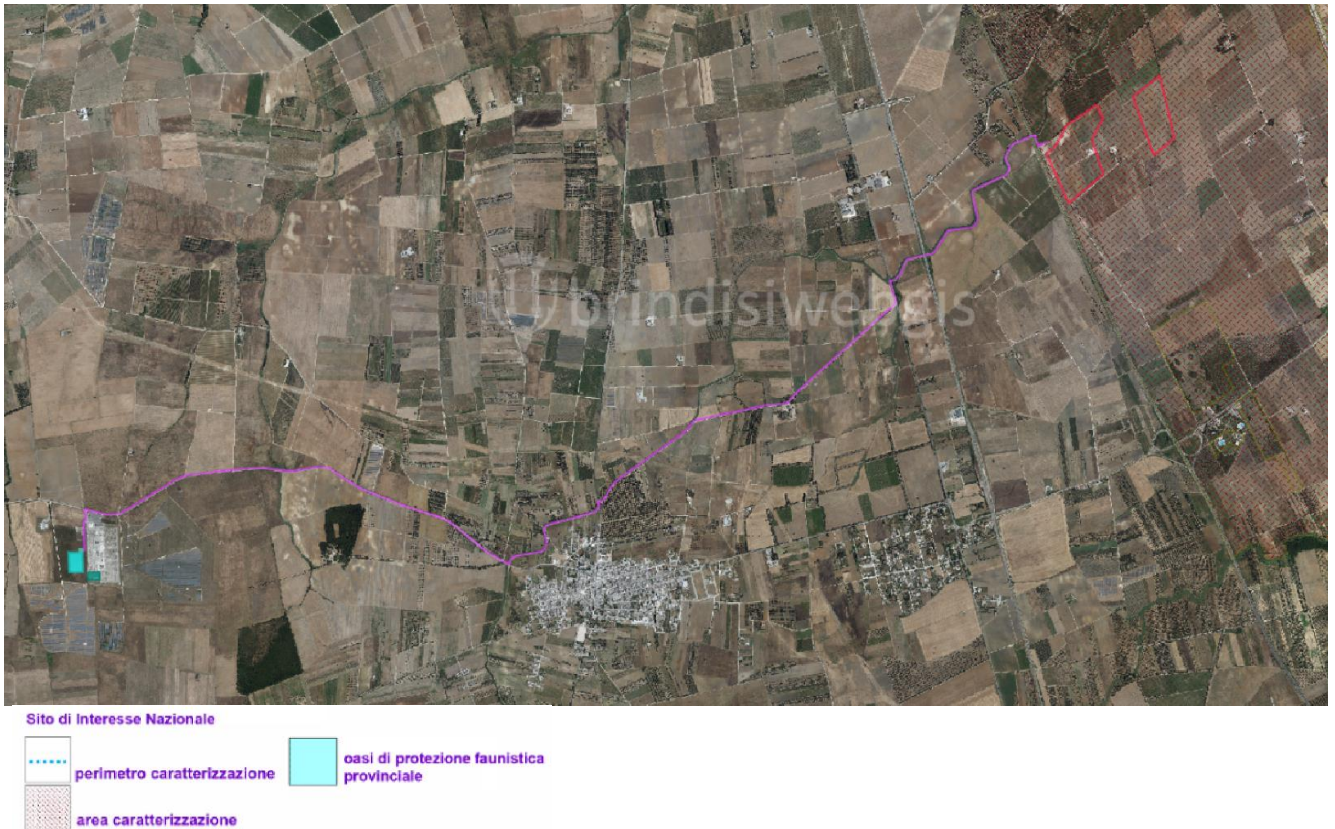 brindisiwebgis
Sito di Interesse Nazionale
perimetro caratterizzazione
oasi di protezione faunistica
provinciale
area caratterizzazione